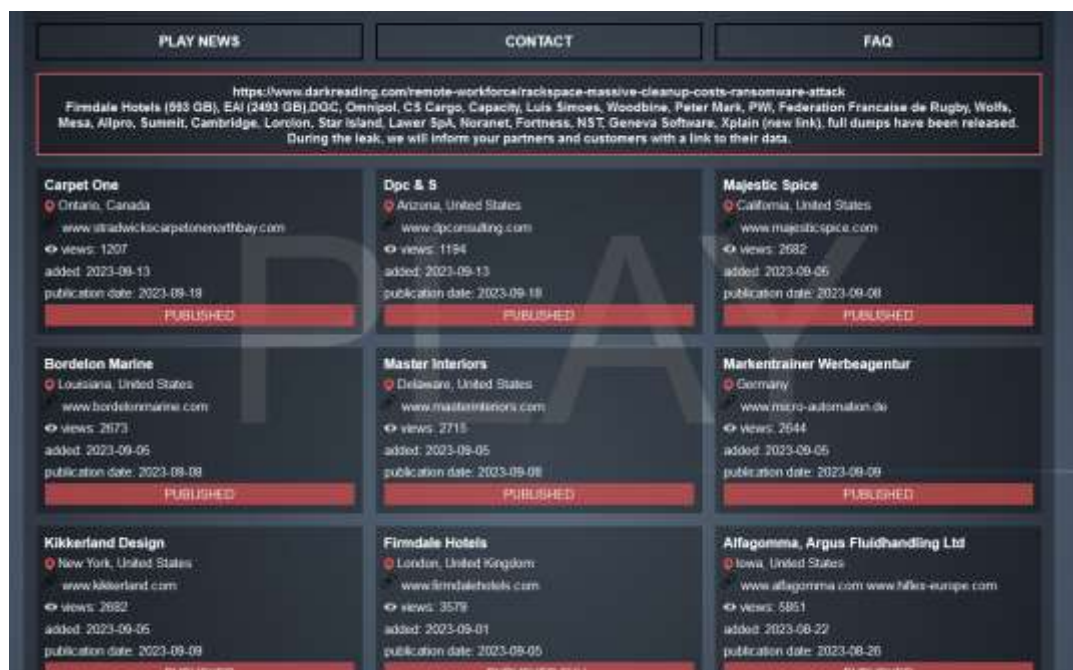 PLAY NEWS
CONTACT
FAQ
https://www.darkreading.com/remote-workforce/rackspace-massive-cleanup-costs-ransomware-attack
Firmdale Hotels (593 GB), EAI (2493 GB),DGC, Omnipol, CS Cargo, Capacity, Luis Simoes, Woodbine, Peter Mark, PWI, Federation Francaise de Rugby, Wolfs,
Mesa, Allpro, Summit, Cambridge, Lorclon, Star Island, Lawer SpA, Noranet, Fortness, NST, Geneva Software, Xplain (new link), full dumps have been released.
During the leak, we will inform your partners and customers with a link to their data.
PLAY
Carpet One
Ontario, Canada
www.stradwickscarpetonenorthbay.com
views: 1207
added: 2023-09-13
publication date: 2023-09-18
PUBLISHED
Dpc & S
Arizona, United States
www.dpconsulting.com
views: 1194
added: 2023-09-13
publication date: 2023-09-18
PUBLISHED
Majestic Spice
California, United States
www.majesticspice.com
views: 2682
added: 2023-09-05
publication date: 2023-09-08
PUBLISHED
Bordelon Marine
Louisiana, United States
www.bordelonmarine.com
views: 2673
added: 2023-09-05
publication date: 2023-09-08
PUBLISHED
Master Interiors
Delaware, United States
www.masterinteriors.com
views: 2715
added: 2023-09-05
publication date: 2023-09-08
PUBLISHED
Markentrainer Werbeagentur
Germany
www.micro-automation.de
views: 2644
added: 2023-09-05
publication date: 2023-09-09
PUBLISHED
Kikkerland Design
New York, United States
www.kikkerland.com
views: 2682
added: 2023-09-05
publication date: 2023-09-09
Firmdale Hotels
London, United Kingdom
www.firmdalehotels.com
views: 3579
added: 2023-09-01
publication date: 2023-09-05
Alfagomma, Argus Fluidhandling Ltd
Iowa, United States
www.alfagomma.com www.hiflex-europe.com
views: 5851
added: 2023-08-22
publication date: 2023-08-26